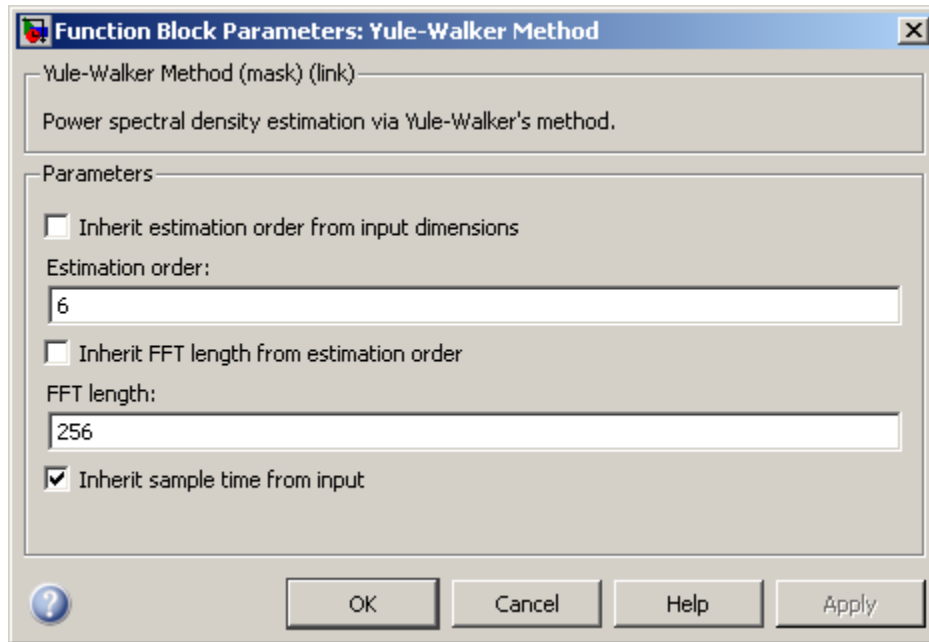 Function Block Parameters: Yule-Walker Method
Yule-Walker Method (mask) (link)
Power spectral density estimation via Yule-Walker's method.
Parameters
Inherit estimation order from input dimensions
Estimation order:
6
Inherit FFT length from estimation order
FFT length:
256
Inherit sample time from input
OK Cancel Help Apply